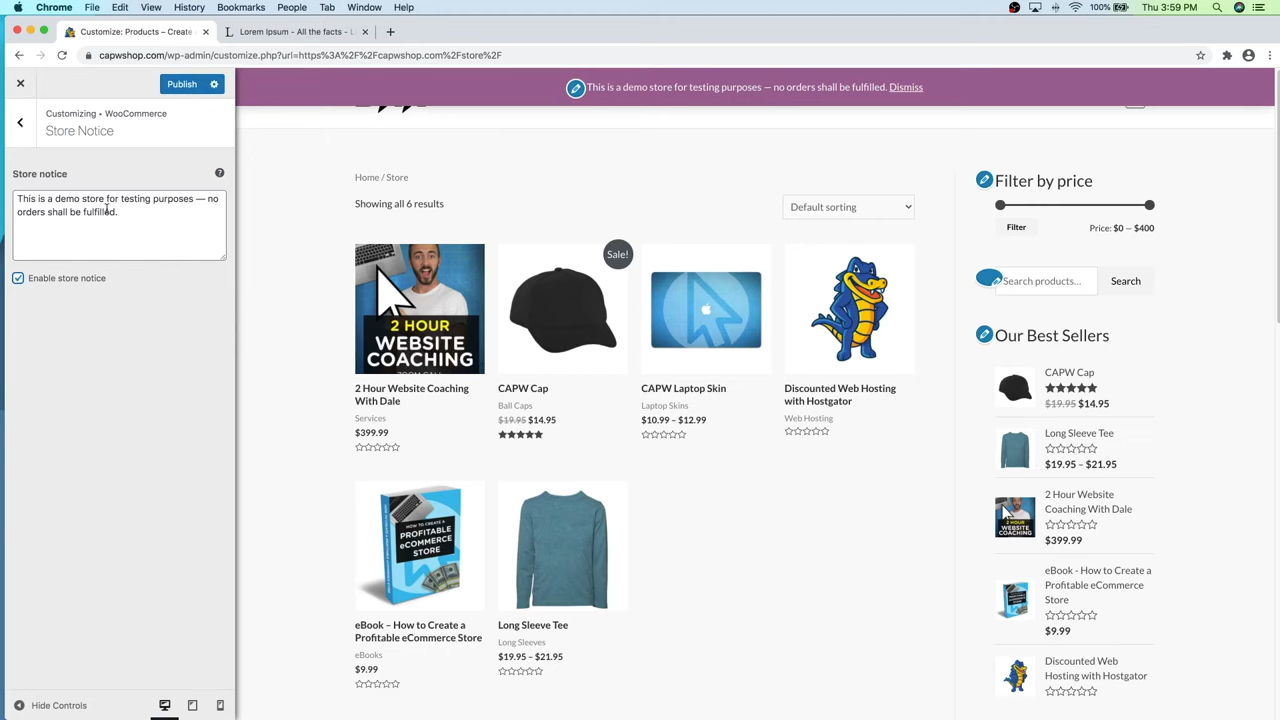 Chrome File Edit View History Bookmarks People Tab Window Help
100% Thu 3:59 PM
Customize: Products – Create
Lorem Ipsum - All the facts - L
capwshop.com/wp-admin/customize.php?url=https%3A%2F%2Fcapwshop.com%2Fstore%2F
Publish
Customizing • WooCommerce
Store Notice
Store notice
This is a demo store for testing purposes — no
orders shall be fulfilled.
Enable store notice
Hide Controls
This is a demo store for testing purposes — no orders shall be fulfilled. Dismiss
Home / Store
Showing all 6 results
Default sorting
Sale!
2 HOUR
WEBSITE
COACHING
2 Hour Website Coaching
With Dale
Services
$399.99
CAPW Cap
Ball Caps
$19.95 $14.95
CAPW Laptop Skin
Laptop Skins
$10.99 – $12.99
Discounted Web Hosting
with Hostgator
Web Hosting
HOW TO CREATE A
PROFITABLE
eCOMMERCE
STORE
eBook – How to Create a
Profitable eCommerce Store
eBooks
$9.99
Long Sleeve Tee
Long Sleeves
$19.95 – $21.95
Filter by price
Filter
Price: $0 — $400
Search products...
Search
Our Best Sellers
CAPW Cap
$19.95 $14.95
Long Sleeve Tee
$19.95 – $21.95
2 Hour Website
Coaching With Dale
$399.99
eBook - How to Create a
Profitable eCommerce
Store
$9.99
Discounted Web
Hosting with Hostgator